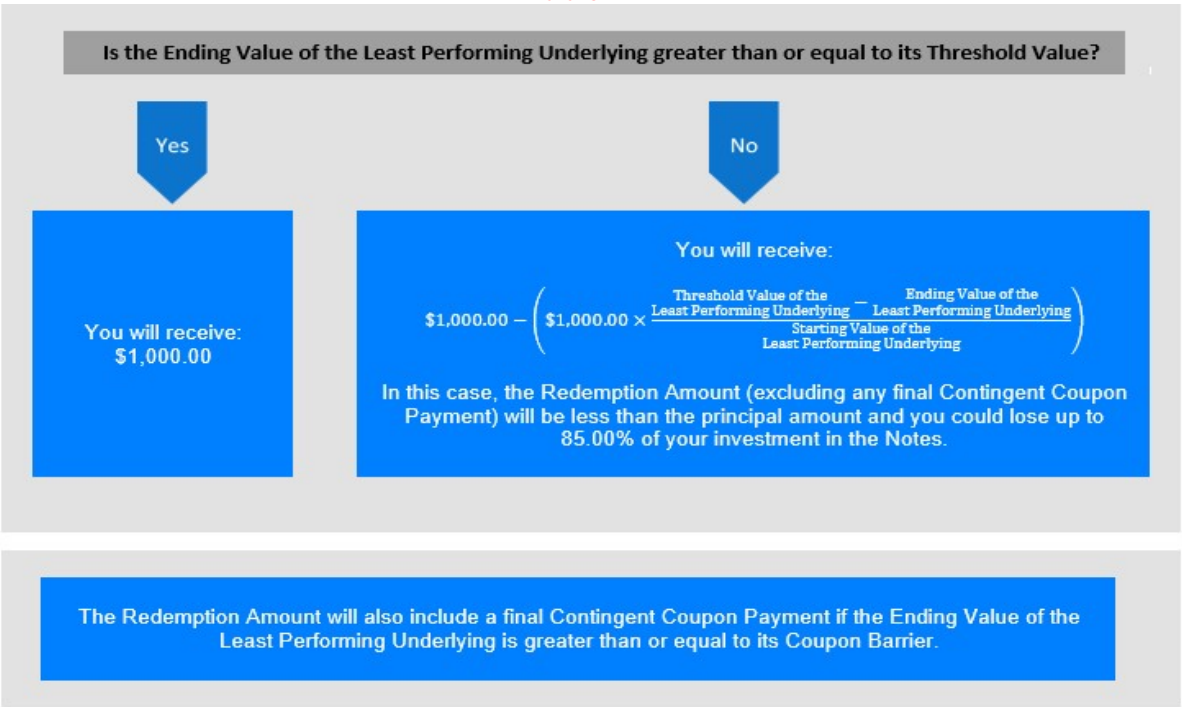 Is the Ending Value of the Least Performing Underlying greater than or equal to its Threshold Value?
Yes
No
You will receive:
$1,000.00
You will receive:
$1,000.00 − ( $1,000.00 × (Threshold Value of the Least Performing Underlying − Ending Value of the Least Performing Underlying) / Starting Value of the Least Performing Underlying )
In this case, the Redemption Amount (excluding any final Contingent Coupon
Payment) will be less than the principal amount and you could lose up to
85.00% of your investment in the Notes.
The Redemption Amount will also include a final Contingent Coupon Payment if the Ending Value of the
Least Performing Underlying is greater than or equal to its Coupon Barrier.